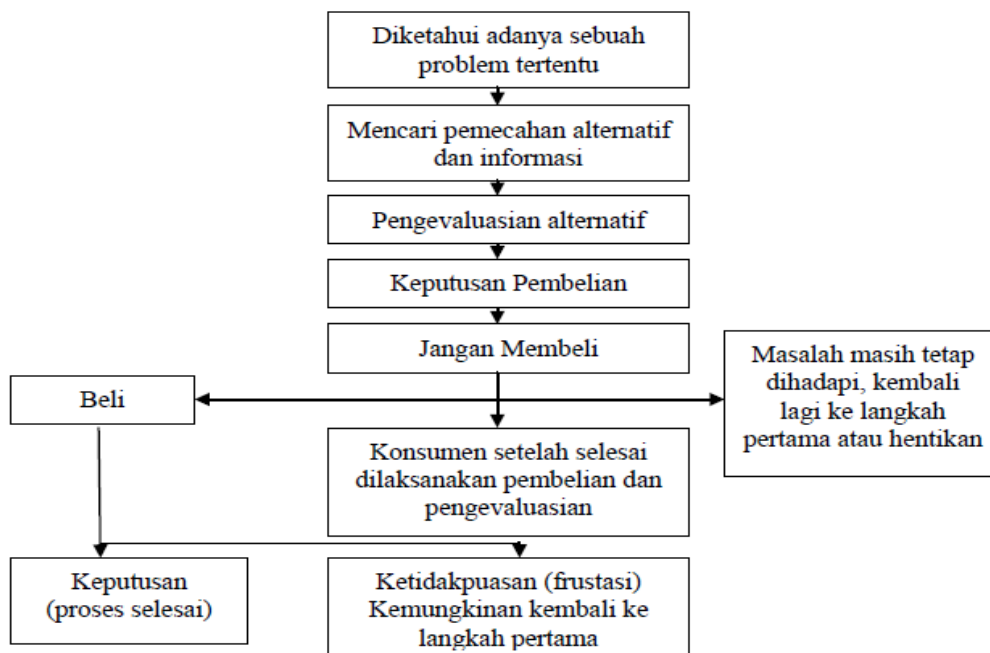 Diketahui adanya sebuah
problem tertentu
Mencari pemecahan alternatif
dan informasi
Pengevaluasian alternatif
Keputusan Pembelian
Jangan Membeli
Beli
Masalah masih tetap
dihadapi, kembali
lagi ke langkah
pertama atau hentikan
Konsumen setelah selesai
dilaksanakan pembelian dan
pengevaluasian
Keputusan
(proses selesai)
Ketidakpuasan (frustasi)
Kemungkinan kembali ke
langkah pertama